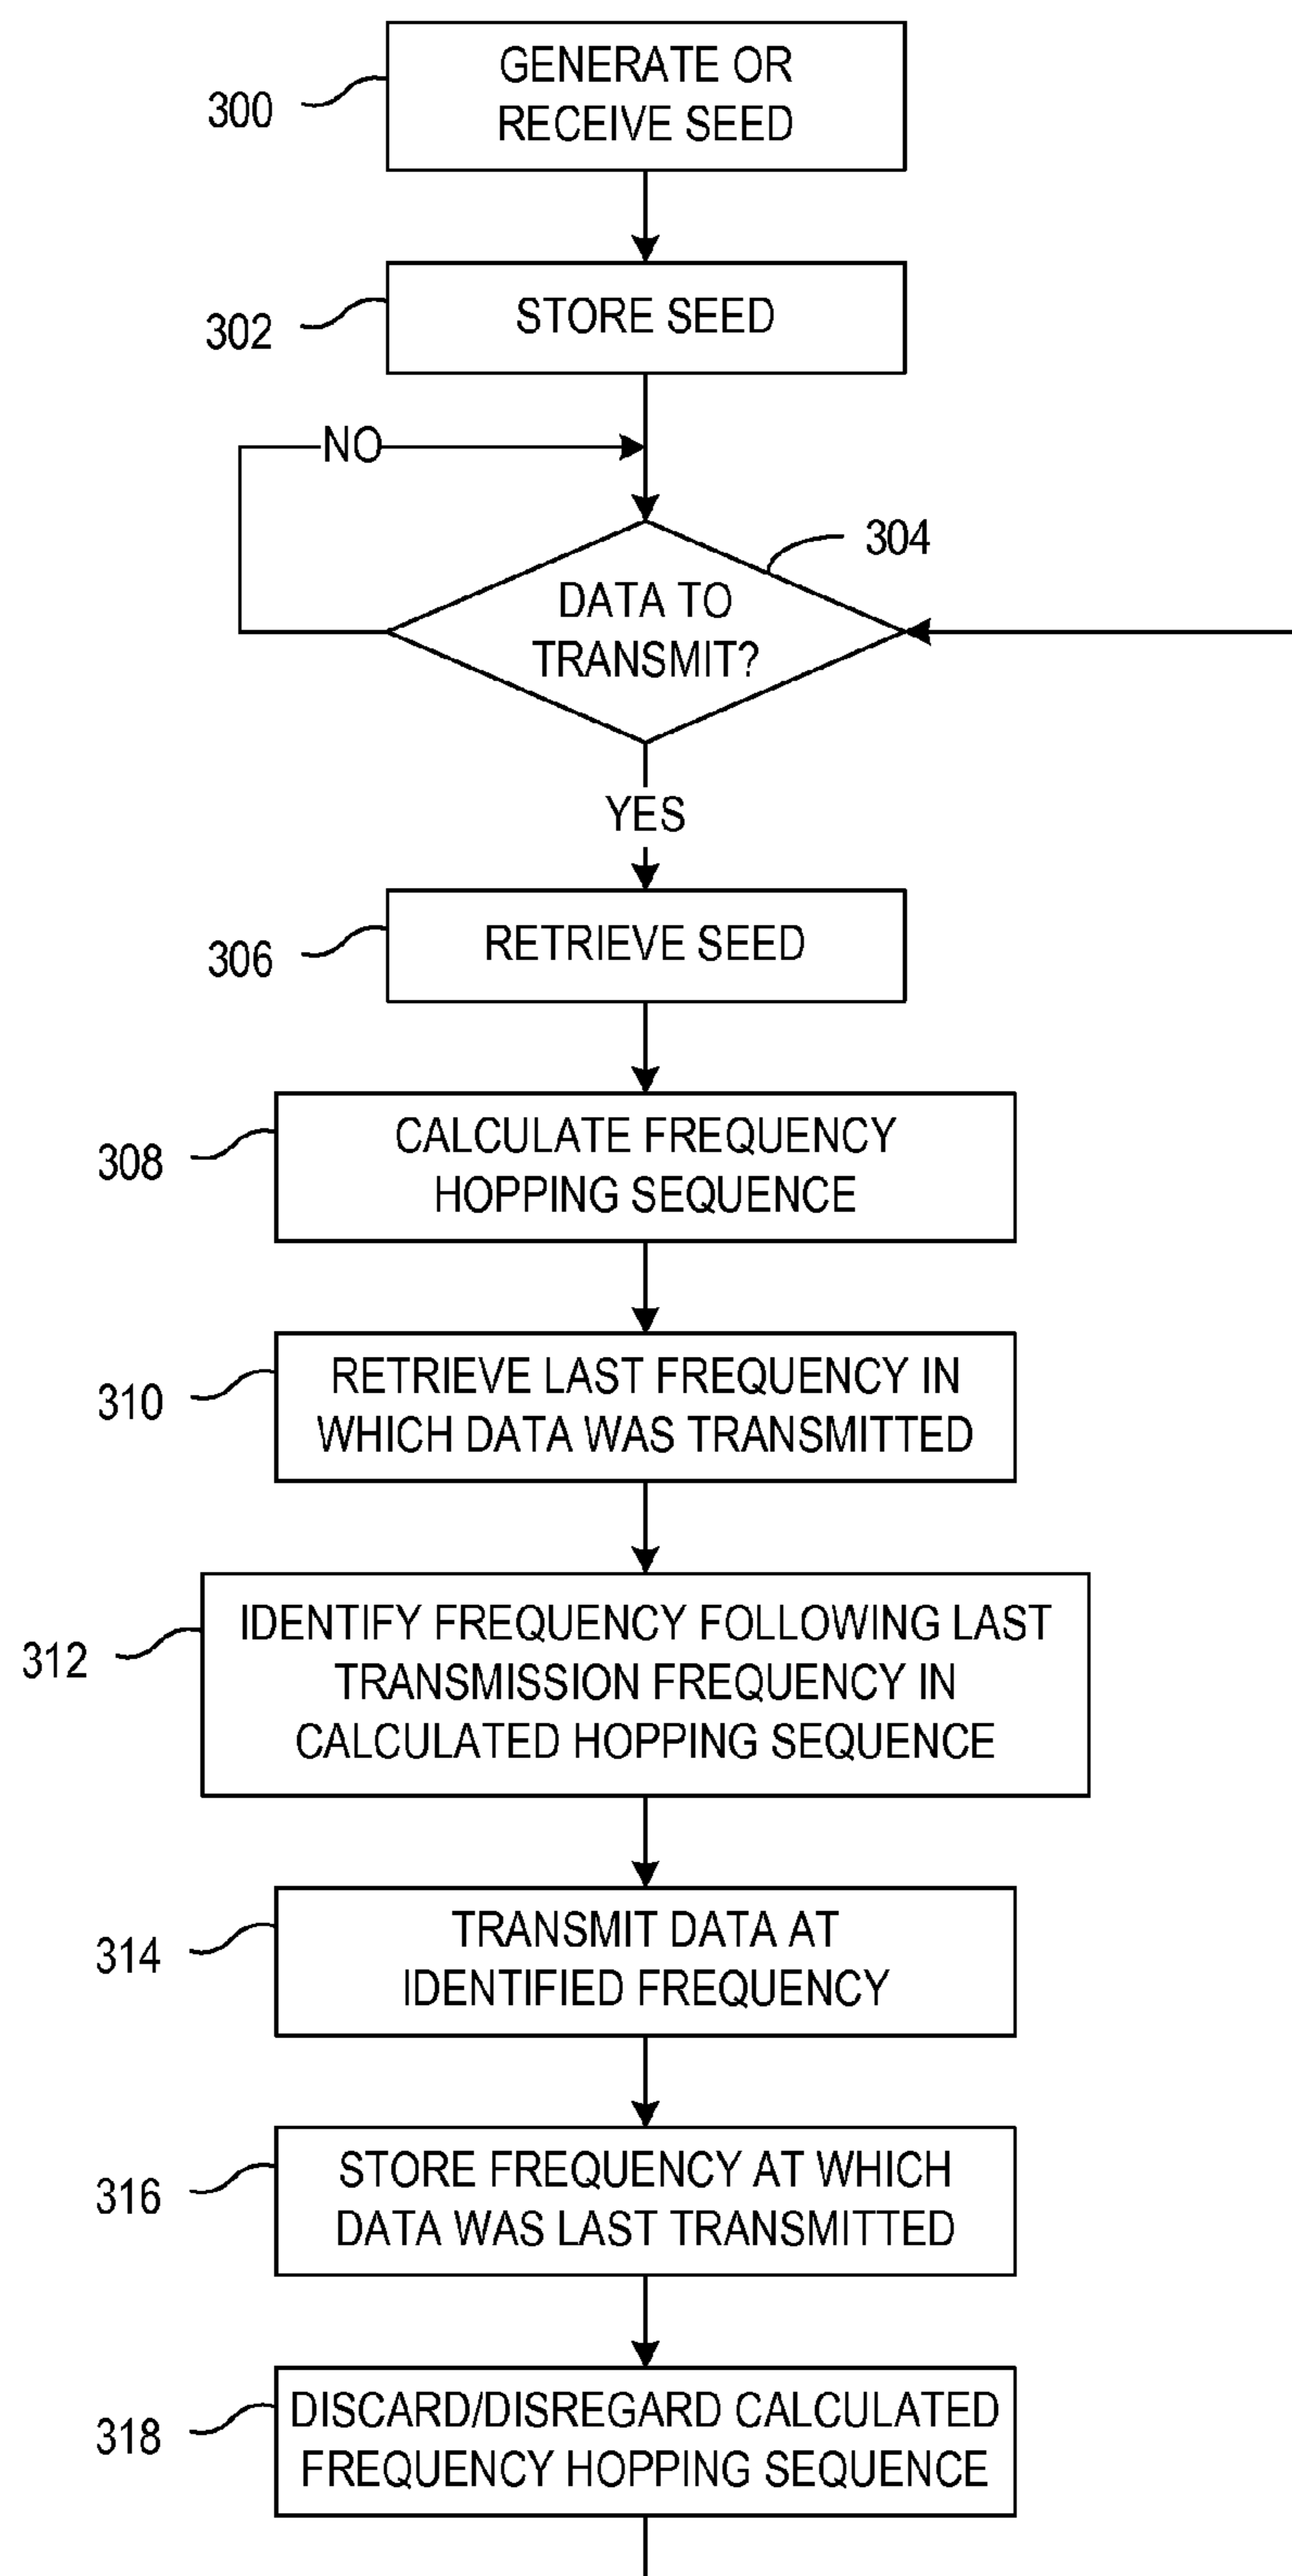 300
GENERATE OR
RECEIVE SEED
302
STORE SEED
NO
304
DATA TO
TRANSMIT?
YES
306
RETRIEVE SEED
308
CALCULATE FREQUENCY
HOPPING SEQUENCE
310
RETRIEVE LAST FREQUENCY IN
WHICH DATA WAS TRANSMITTED
312
IDENTIFY FREQUENCY FOLLOWING LAST
TRANSMISSION FREQUENCY IN
CALCULATED HOPPING SEQUENCE
314
TRANSMIT DATA AT
IDENTIFIED FREQUENCY
316
STORE FREQUENCY AT WHICH
DATA WAS LAST TRANSMITTED
318
DISCARD/DISREGARD CALCULATED
FREQUENCY HOPPING SEQUENCE